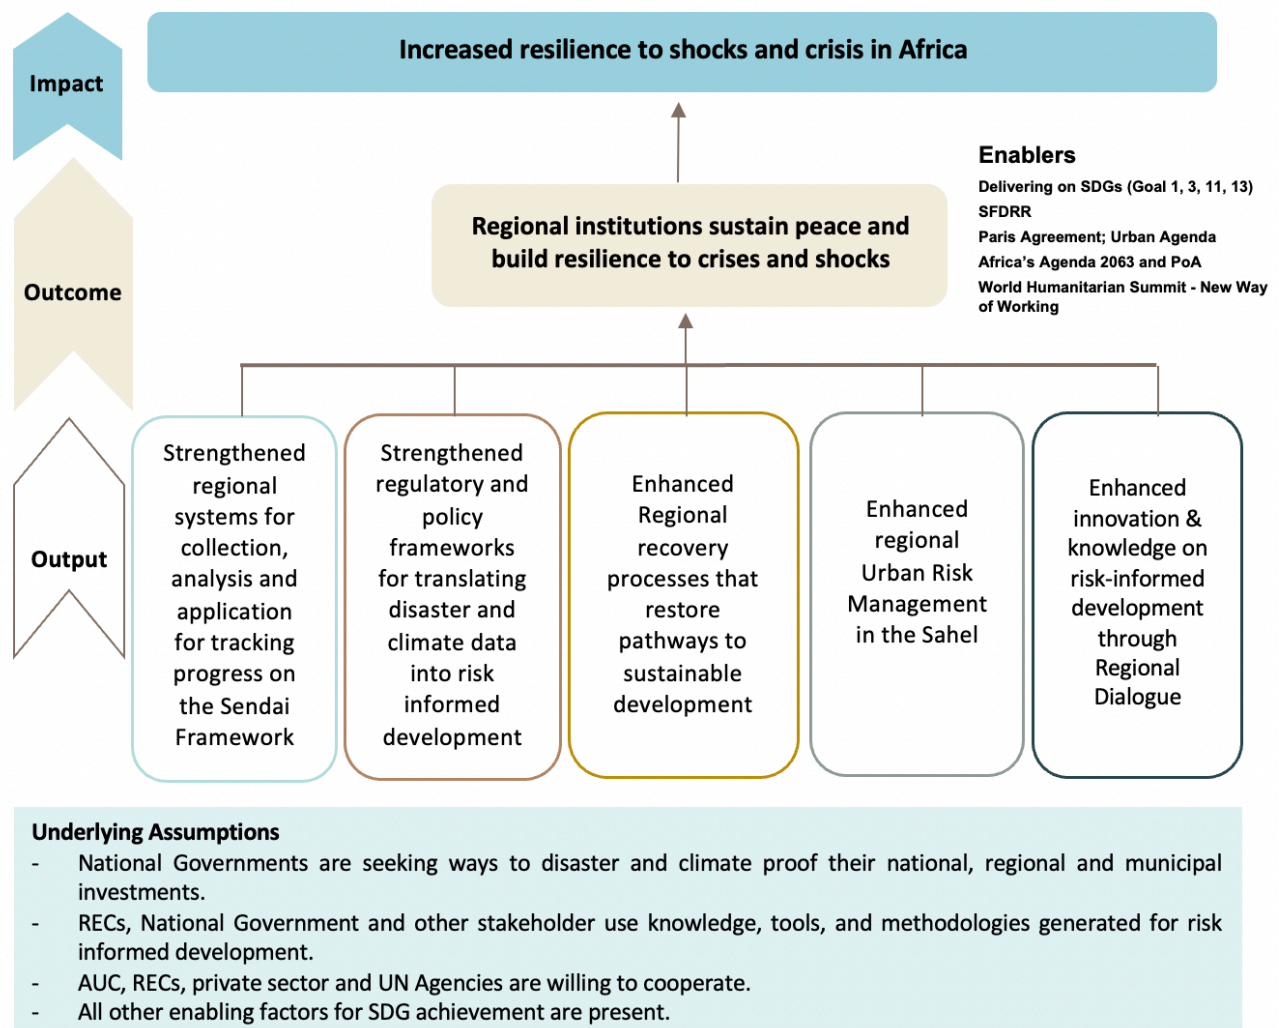 Impact
Increased resilience to shocks and crisis in Africa
Enablers
Delivering on SDGs (Goal 1, 3, 11, 13)
SFDRR
Paris Agreement; Urban Agenda
Africa's Agenda 2063 and PoA
World Humanitarian Summit - New Way
of Working
Outcome
Regional institutions sustain peace and
build resilience to crises and shocks
Output
Strengthened
regional
systems for
collection,
analysis and
application
for tracking
progress on
the Sendai
Framework
Strengthened
regulatory and
policy
frameworks
for translating
disaster and
climate data
into risk
informed
development
Enhanced
Regional
recovery
processes that
restore
pathways to
sustainable
development
Enhanced
regional
Urban Risk
Management
in the Sahel
Enhanced
innovation &
knowledge on
risk-informed
development
through
Regional
Dialogue
Underlying Assumptions
- National Governments are seeking ways to disaster and climate proof their national, regional and municipal
investments.
- RECs, National Government and other stakeholder use knowledge, tools, and methodologies generated for risk
informed development.
- AUC, RECs, private sector and UN Agencies are willing to cooperate.
- All other enabling factors for SDG achievement are present.